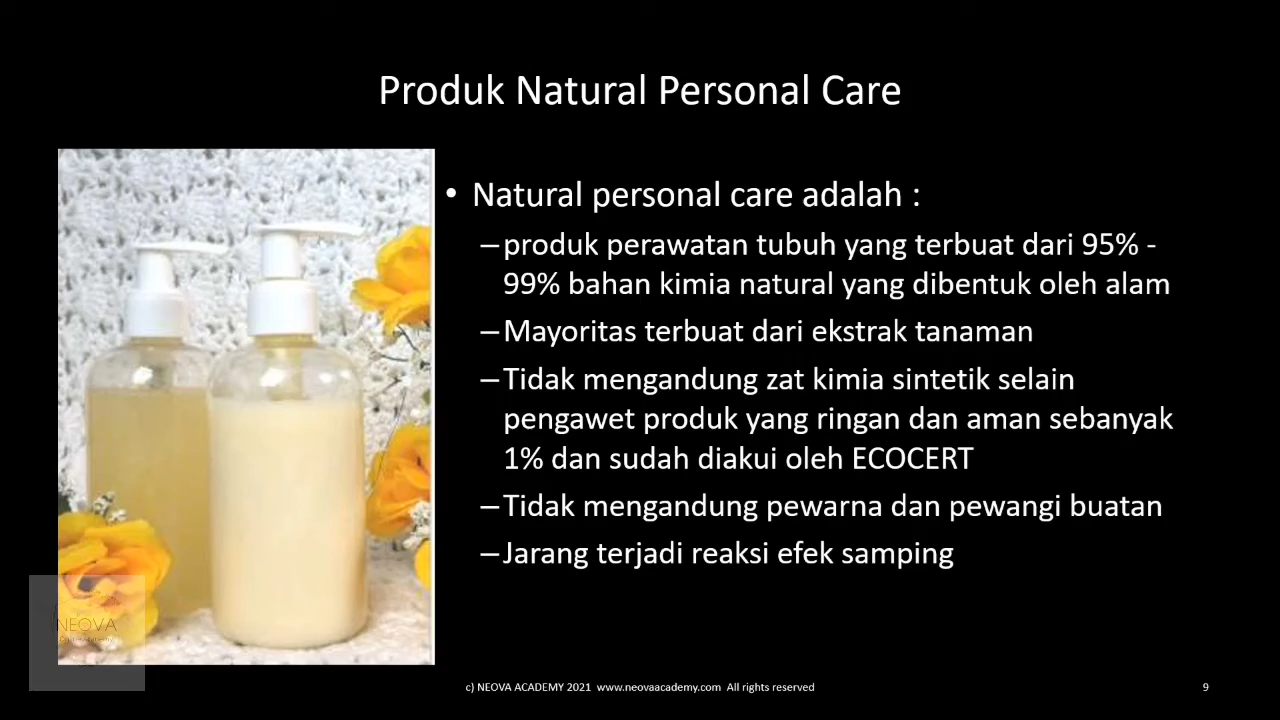 Produk Natural Personal Care
• Natural personal care adalah :
–produk perawatan tubuh yang terbuat dari 95% -
99% bahan kimia natural yang dibentuk oleh alam
–Mayoritas terbuat dari ekstrak tanaman
–Tidak mengandung zat kimia sintetik selain
pengawet produk yang ringan dan aman sebanyak
1% dan sudah diakui oleh ECOCERT
–Tidak mengandung pewarna dan pewangi buatan
–Jarang terjadi reaksi efek samping
NEOVA
c) NEOVA ACADEMY 2021 www.neovaacademy.com All rights reserved
9